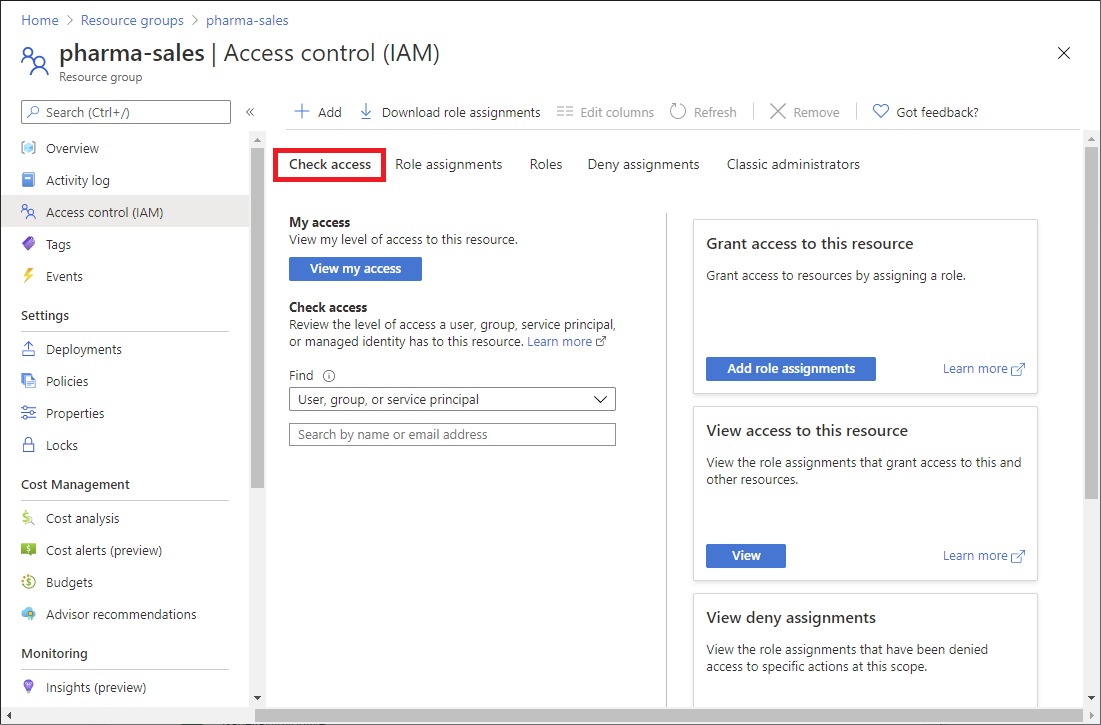 Home > Resource groups > pharma-sales
pharma-sales | Access control (IAM)
Resource group
Search (Ctrl+/)
«
Add
Download role assignments
Edit columns
Refresh
Remove
Got feedback?
Overview
Activity log
Access control (IAM)
Tags
Events
Settings
Deployments
Policies
Properties
Locks
Cost Management
Cost analysis
Cost alerts (preview)
Budgets
Advisor recommendations
Monitoring
Insights (preview)
Check access
Role assignments
Roles
Deny assignments
Classic administrators
My access
View my level of access to this resource.
View my access
Check access
Review the level of access a user, group, service principal,
or managed identity has to this resource. Learn more
Find
User, group, or service principal
Search by name or email address
Grant access to this resource
Grant access to resources by assigning a role.
Add role assignments
Learn more
View access to this resource
View the role assignments that grant access to this and
other resources.
View
Learn more
View deny assignments
View the role assignments that have been denied
access to specific actions at this scope.